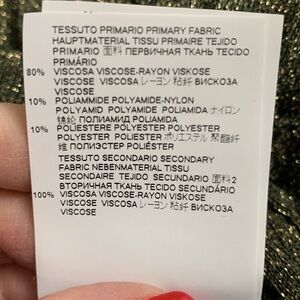 TESSUTO PRIMARIO PRIMARY FABRIC
HAUPTMATERIAL TISSU PRIMAIRE TEJIDO
PRIMARIO 面料 ПЕРВИЧНАЯ ТКАНЬ TECIDO
PRIMÁRIO
80% VISCOSA VISCOSE-RAYON VISKOSE
VISCOSE VISCOSA レーヨン 粘纤 ВИСКОЗА
VISCOSE
10% POLIAMMIDE POLYAMIDE-NYLON
POLYAMID POLYAMIDE POLIAMIDA ナイロン
锦纶 ПОЛИАМИД POLIAMIDA
10% POLIESTERE POLYESTER POLYESTER
POLYESTER POLIESTER ポリエステル 聚酯纤
维 ПОЛИЭСТЕР POLIÉSTER
TESSUTO SECONDARIO SECONDARY
FABRIC NEBENMATERIAL TISSU
SECONDAIRE TEJIDO SECUNDARIO 面料2
ВТОРИЧНАЯ ТКАНЬ TECIDO SECUNDÁRIO
100% VISCOSA VISCOSE-RAYON VISKOSE
VISCOSE VISCOSA レーヨン 粘纤 ВИСКОЗА
VISCOSE